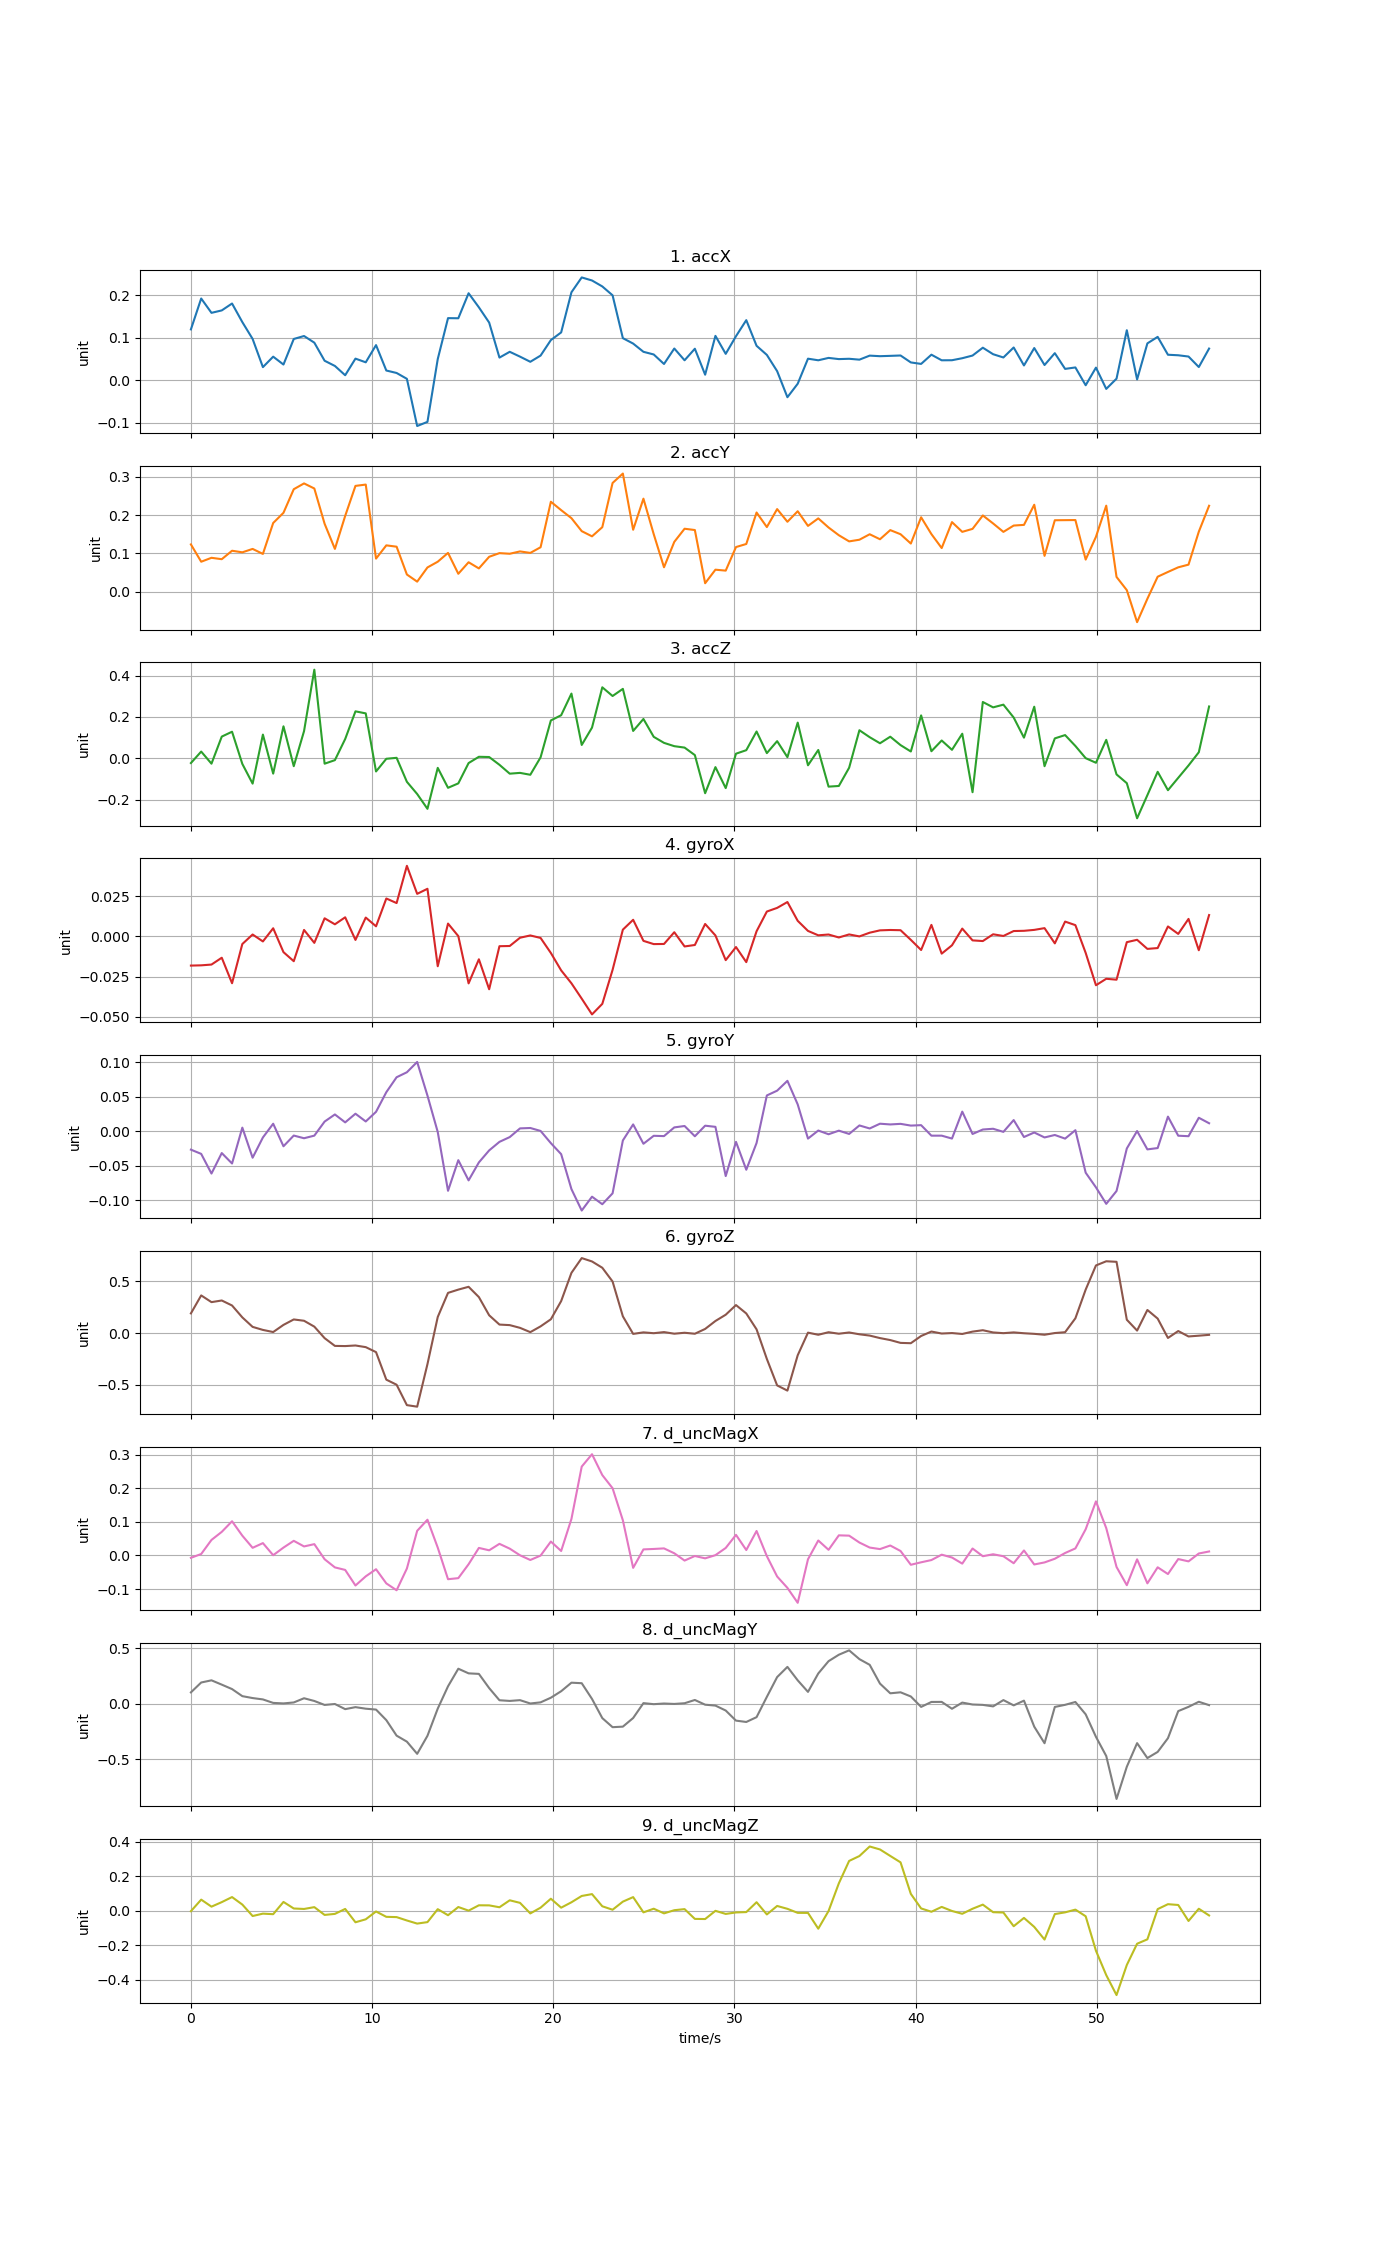 1. accX
0.2
0.1
0.0
−0.1
unit
2. accY
0.3
0.2
0.1
0.0
unit
3. accZ
0.4
0.2
0.0
−0.2
unit
4. gyroX
0.025
0.000
−0.025
−0.050
unit
5. gyroY
0.10
0.05
0.00
−0.05
−0.10
unit
6. gyroZ
0.5
0.0
−0.5
unit
7. d_uncMagX
0.3
0.2
0.1
0.0
−0.1
unit
8. d_uncMagY
0.5
0.0
−0.5
unit
9. d_uncMagZ
0.4
0.2
0.0
−0.2
−0.4
unit
0 10 20 30 40 50
time/s